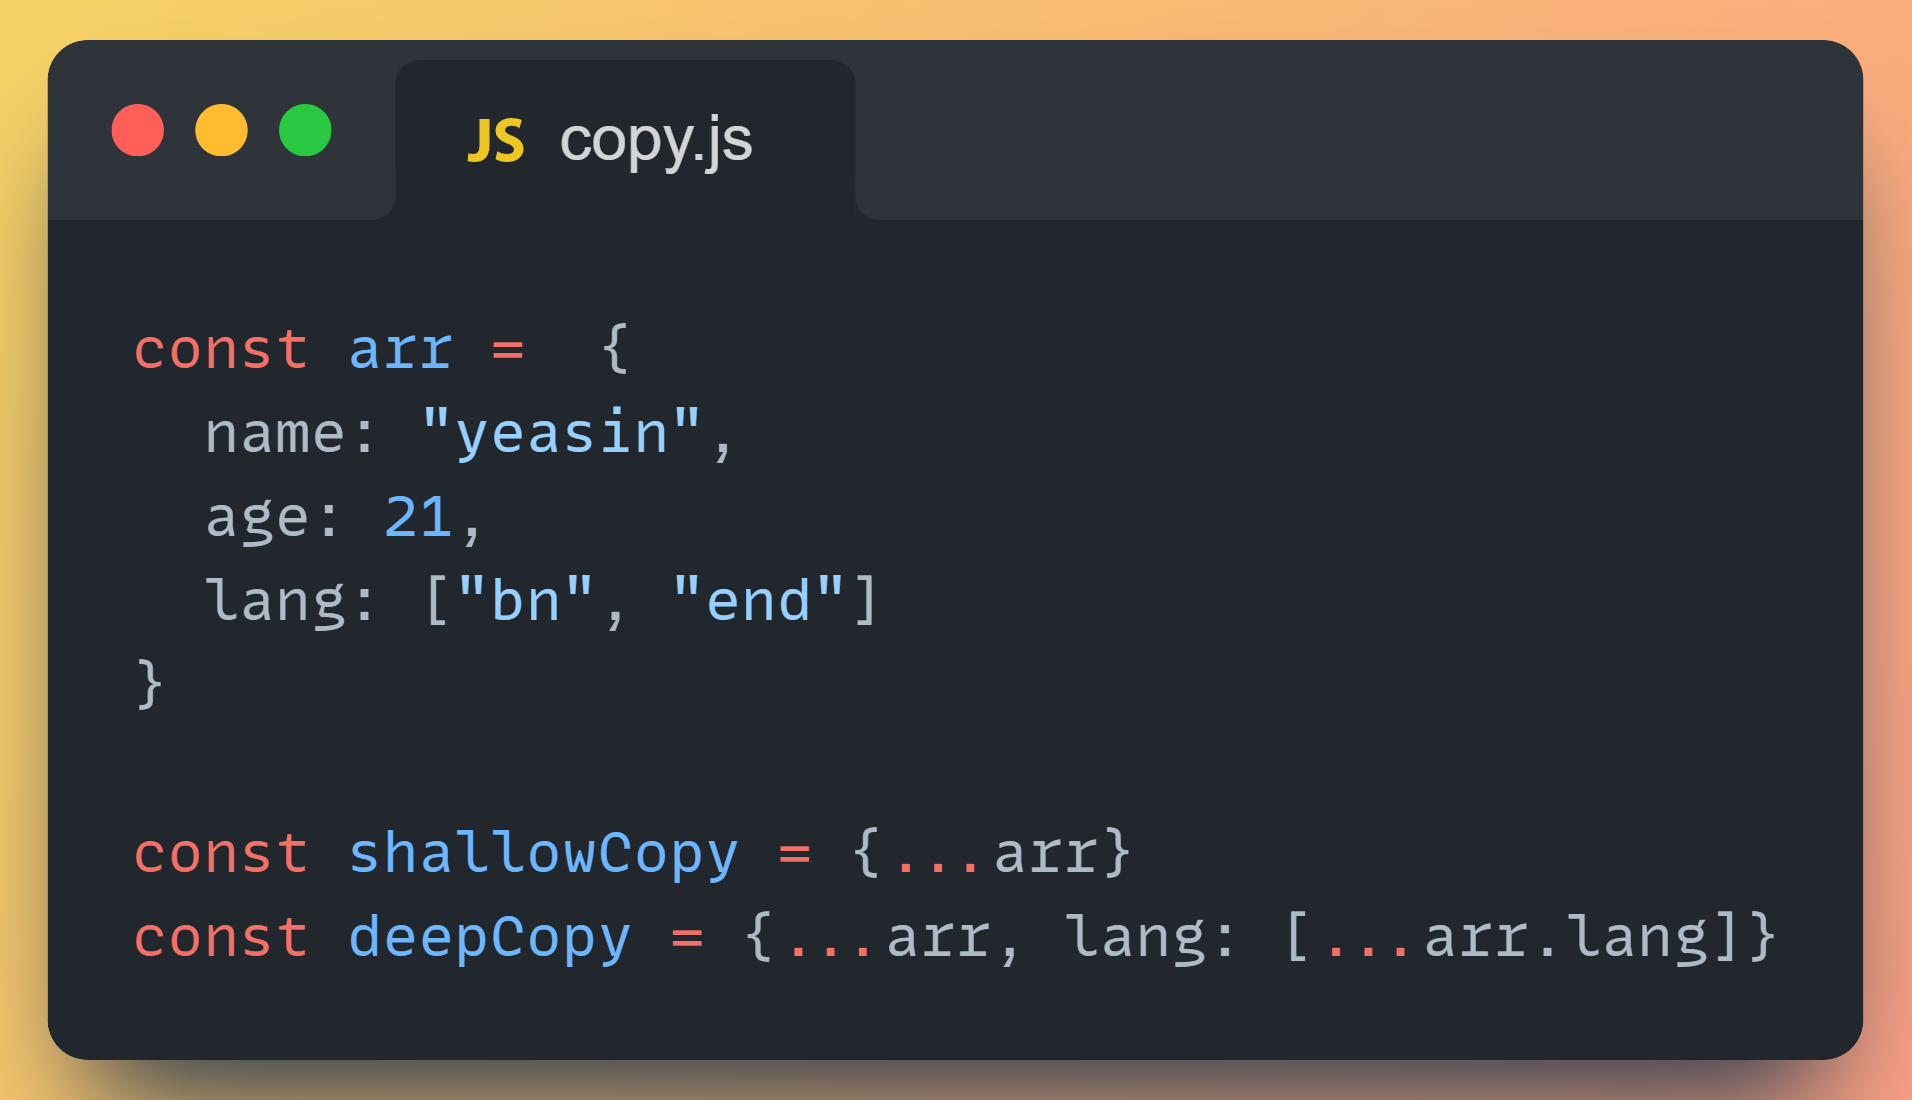 JS copy.js
const arr =  {
  name: "yeasin",
  age: 21,
  lang: ["bn", "end"]
}
const shallowCopy = {...arr}
const deepCopy = {...arr, lang: [...arr.lang]}